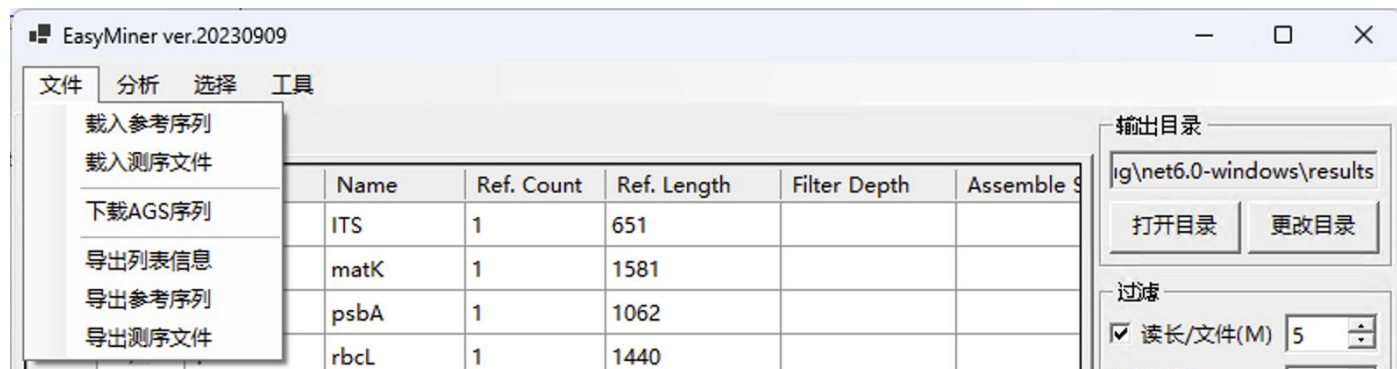 EasyMiner ver.20230909
文件 分析 选择 工具
载入参考序列
载入测序文件
下载AGS序列
导出列表信息
导出参考序列
导出测序文件
Name Ref. Count Ref. Length Filter Depth Assemble
ITS 1 651
matK 1 1581
psbA 1 1062
rbcL 1 1440
输出目录
ug\net6.0-windows\results
打开目录 更改目录
过滤
读长/文件(M) 5